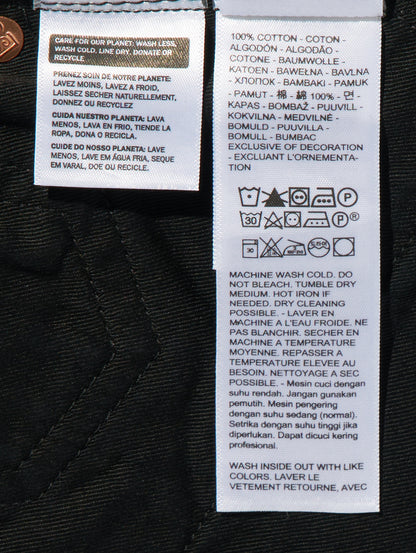 CARE FOR OUR PLANET: WASH LESS,
WASH COLD, LINE DRY, DONATE OR
RECYCLE
PRENEZ SOIN DE NOTRE PLANETE:
LAVEZ MOINS, LAVEZ A FROID,
LAISSEZ SECHER NATURELLEMENT,
DONNEZ OU RECYCLEZ
CUIDA NUESTRO PLANETA: LAVA
MENOS, LAVA EN FRIO, TIENDE LA
ROPA, DONA O RECICLA.
CUIDE DO NOSSO PLANETA: LAVE
MENOS, LAVE EM ÁGUA FRIA, SEQUE
EM VARAL, DOE OU RECICLE.
100% COTTON - COTON -
ALGODÓN - ALGODÃO -
COTONE - BAUMWOLLE -
KATOEN - BAWEŁNA - BAVLNA
- ХЛОПОК - BAMBAKI - PAMUK
- PAMUT - 棉 - 綿 100% - 면 -
KAPAS - BOMBAŽ - PUUVILL -
KOKVILNA - MEDVILNĖ -
BOMULD - PUUVILLA -
BOMULL - BUMBAC
EXCLUSIVE OF DECORATION
- EXCLUANT L'ORNEMENTA-
TION
P
30
P
MACHINE WASH COLD. DO
NOT BLEACH. TUMBLE DRY
MEDIUM. HOT IRON IF
NEEDED. DRY CLEANING
POSSIBLE. - LAVER EN
MACHINE A L'EAU FROIDE. NE
PAS BLANCHIR. SECHER EN
MACHINE A TEMPERATURE
MOYENNE. REPASSER A
TEMPERATURE ELEVEE AU
BESOIN. NETTOYAGE A SEC
POSSIBLE. - Mesin cuci dengan
suhu rendah. Jangan gunakan
pemutih. Mesin pengering
dengan suhu sedang (normal).
Setrika dengan suhu tinggi jika
diperlukan. Dapat dicuci kering
profesional.
WASH INSIDE OUT WITH LIKE
COLORS. LAVER LE
VETEMENT RETOURNE, AVEC